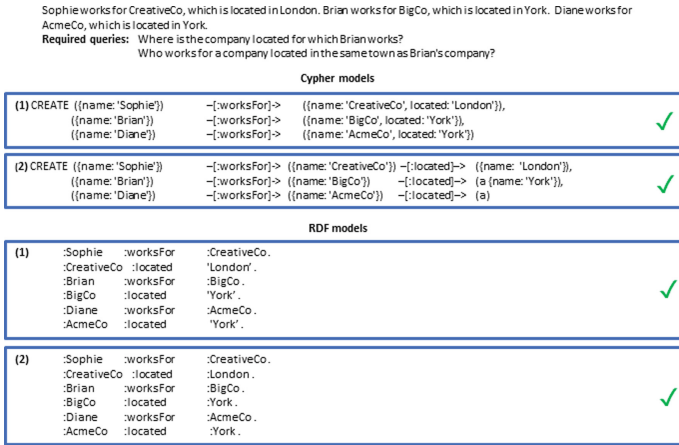 Sophie works for CreativeCo, which is located in London. Brian works for BigCo, which is located in York. Diane works for
AcmeCo, which is located in York.
Required queries: Where is the company located for which Brian works?
Who works for a company located in the same town as Brian's company?
Cypher models
(1) CREATE ({name: 'Sophie'}) –[:worksFor]-> ({name: 'CreativeCo', located: 'London'}),
({name: 'Brian'}) –[:worksFor]-> ({name: 'BigCo', located: 'York'}),
({name: 'Diane'}) –[:worksFor]-> ({name: 'AcmeCo', located: 'York'})
✓
(2) CREATE ({name: 'Sophie'}) –[:worksFor]-> ({name: 'CreativeCo'}) –[:located]–> ({name: 'London'}),
({name: 'Brian'}) –[:worksFor]-> ({name: 'BigCo'}) –[:located]–> (a {name: 'York'}),
({name: 'Diane'}) –[:worksFor]-> ({name: 'AcmeCo'}) –[:located]–> (a)
✓
RDF models
(1) :Sophie :worksFor :CreativeCo .
:CreativeCo :located 'London' .
:Brian :worksFor :BigCo .
:BigCo :located 'York' .
:Diane :worksFor :AcmeCo .
:AcmeCo :located 'York' .
✓
(2) :Sophie :worksFor :CreativeCo .
:CreativeCo :located :London .
:Brian :worksFor :BigCo .
:BigCo :located :York .
:Diane :worksFor :AcmeCo .
:AcmeCo :located :York .
✓